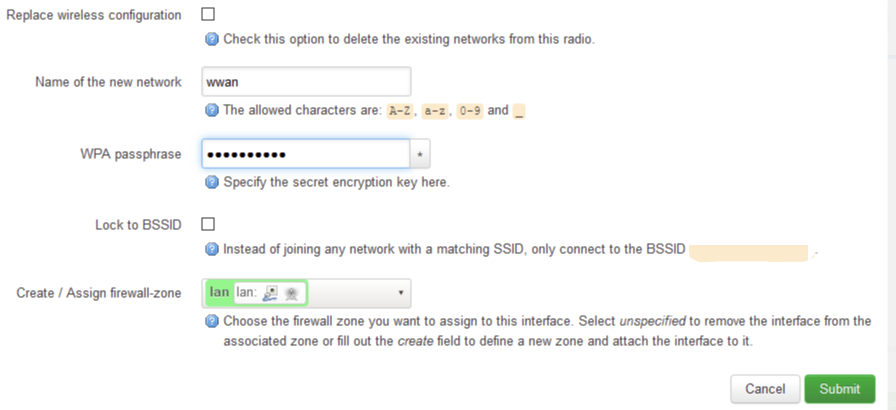 Replace wireless configuration
Check this option to delete the existing networks from this radio.
Name of the new network
wwan
The allowed characters are: A-Z, a-z, 0-9 and _
WPA passphrase
••••••••••
*
Specify the secret encryption key here.
Lock to BSSID
Instead of joining any network with a matching SSID, only connect to the BSSID .
Create / Assign firewall-zone
lan lan:
Choose the firewall zone you want to assign to this interface. Select unspecified to remove the interface from the
associated zone or fill out the create field to define a new zone and attach the interface to it.
Cancel Submit